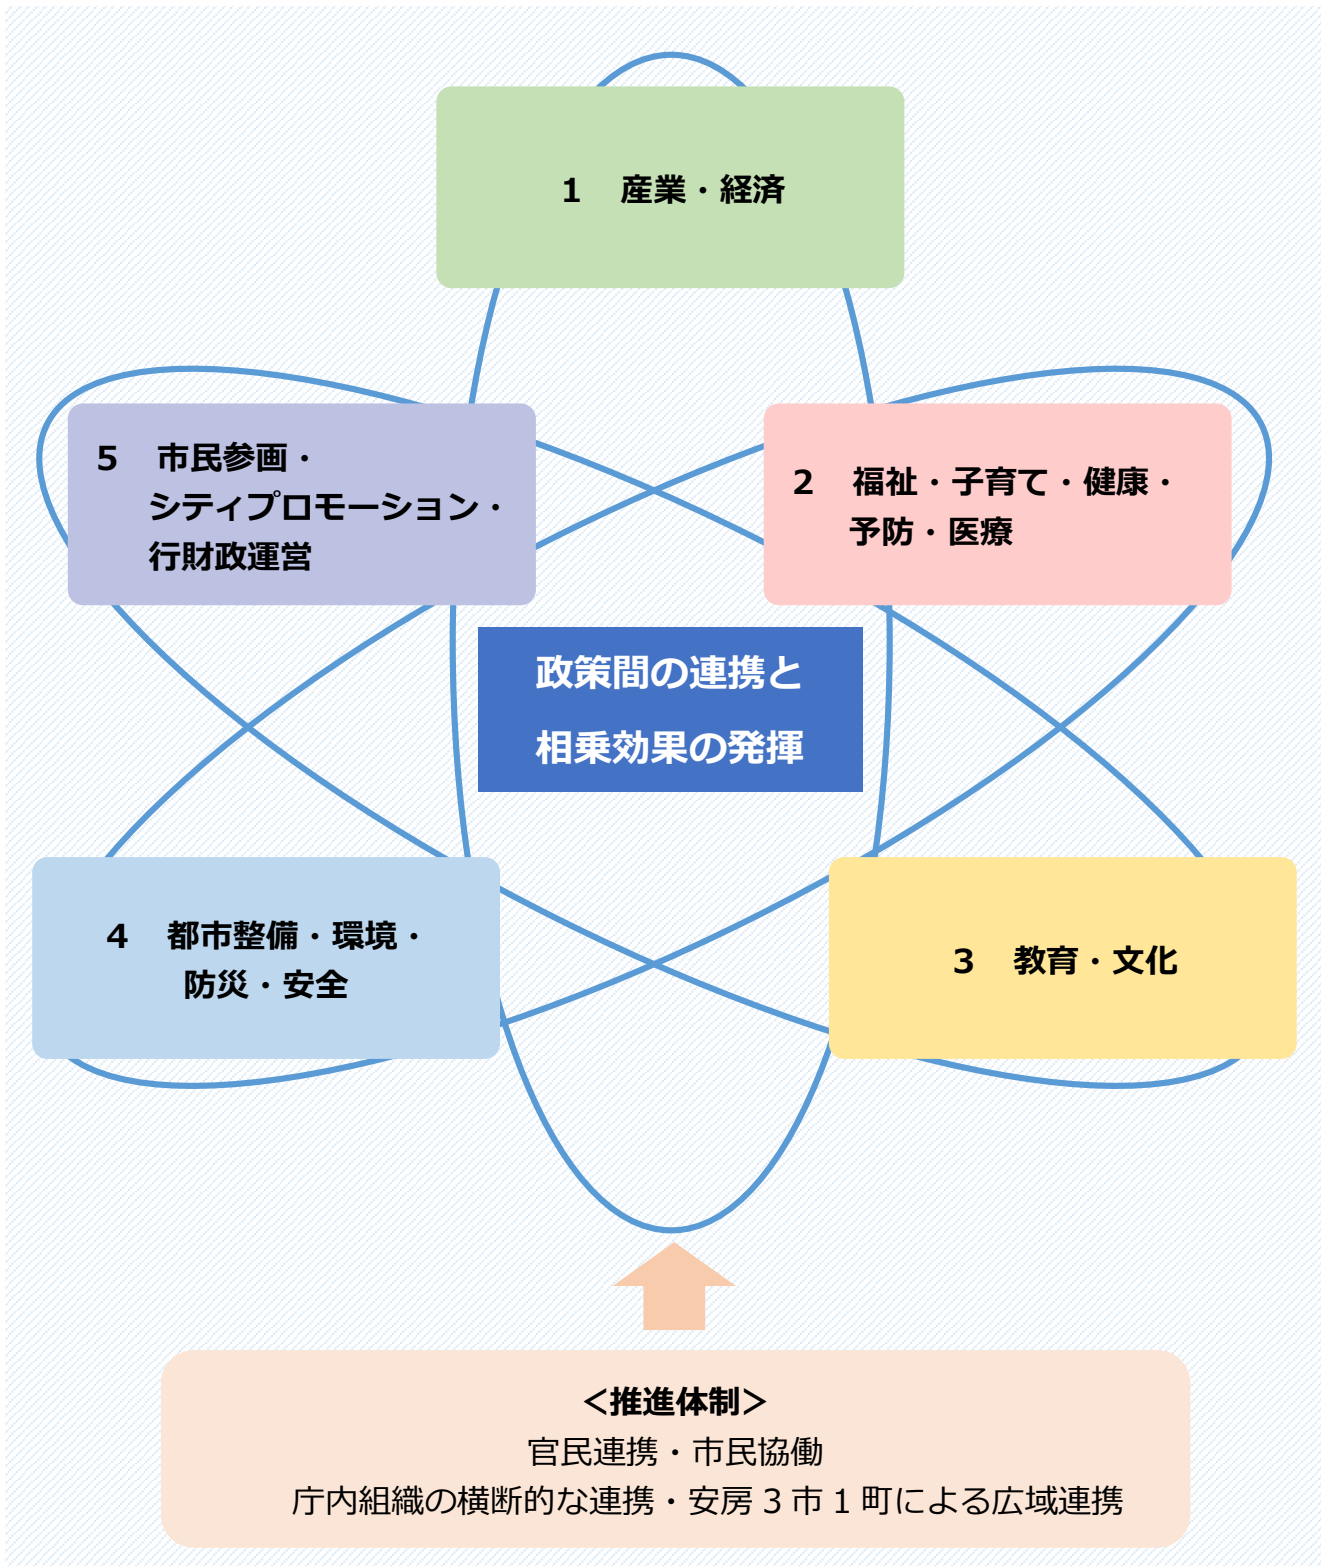 1　産業・経済
5　市民参画・
シティプロモーション・
行財政運営
2　福祉・子育て・健康・
予防・医療
政策間の連携と
相乗効果の発揮
4　都市整備・環境・
防災・安全
3　教育・文化
＜推進体制＞
官民連携・市民協働
庁内組織の横断的な連携・安房３市１町による広域連携